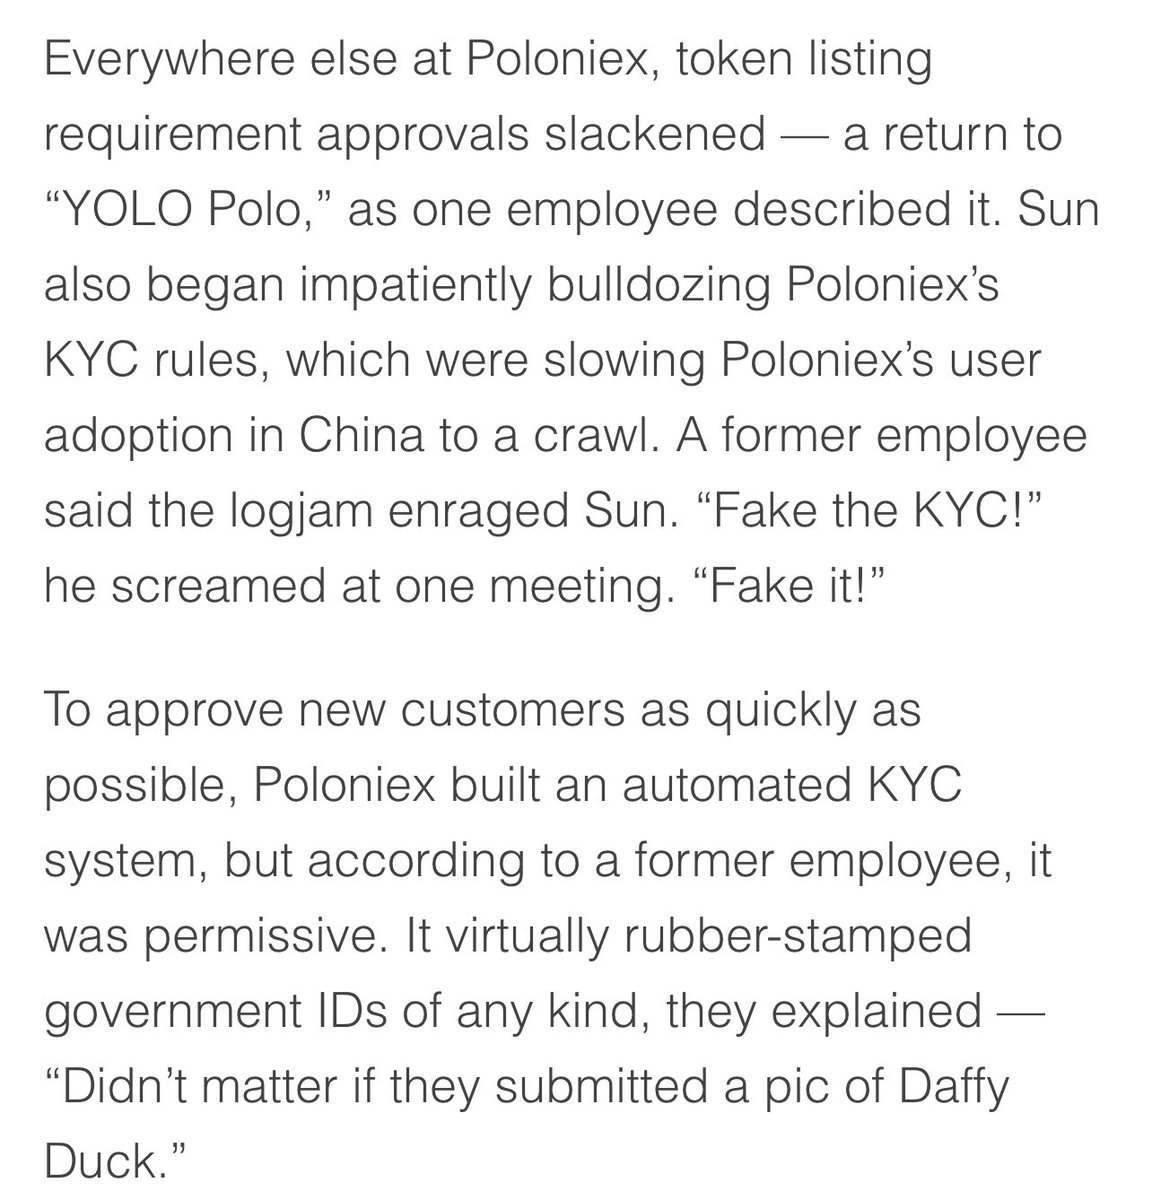 Everywhere else at Poloniex, token listing
requirement approvals slackened — a return to
“YOLO Polo,” as one employee described it. Sun
also began impatiently bulldozing Poloniex’s
KYC rules, which were slowing Poloniex’s user
adoption in China to a crawl. A former employee
said the logjam enraged Sun. “Fake the KYC!”
he screamed at one meeting. “Fake it!”
To approve new customers as quickly as
possible, Poloniex built an automated KYC
system, but according to a former employee, it
was permissive. It virtually rubber-stamped
government IDs of any kind, they explained —
“Didn’t matter if they submitted a pic of Daffy
Duck.”